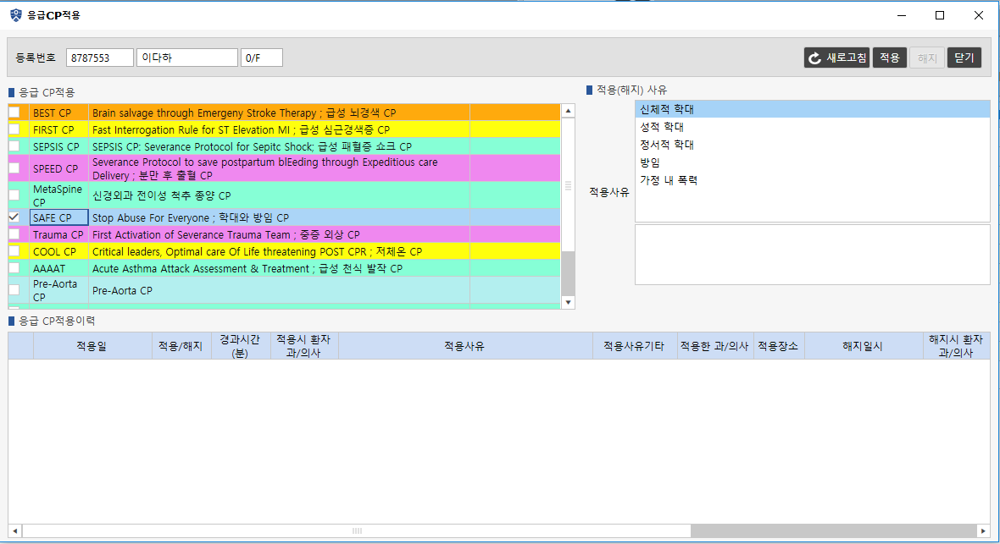 응급CP적용
등록번호 8787553 이다하 0/F 새로고침 적용 해지 닫기
응급 CP적용
BEST CP Brain salvage through Emergeny Stroke Therapy ; 급성 뇌경색 CP
FIRST CP Fast Interrogation Rule for ST Elevation MI ; 급성 심근경색증 CP
SEPSIS CP SEPSIS CP: Severance Protocol for Sepitc Shock; 급성 패혈증 쇼크 CP
SPEED CP Severance Protocol to save postpartum blEeding through Expeditious care
Delivery ; 분만 후 출혈 CP
MetaSpine
CP 신경외과 전이성 척추 종양 CP
SAFE CP Stop Abuse For Everyone ; 학대와 방임 CP
Trauma CP First Activation of Severance Trauma Team ; 중증 외상 CP
COOL CP Critical leaders, Optimal care Of Life threatening POST CPR ; 저체온 CP
AAAAT Acute Asthma Attack Assessment & Treatment ; 급성 천식 발작 CP
Pre-Aorta
CP Pre-Aorta CP
적용(해지) 사유
적용사유
신체적 학대
성적 학대
정서적 학대
방임
가정 내 폭력
응급 CP적용이력
적용일 적용/해지 경과시간
(분) 적용시 환자
과/의사 적용사유 적용사유기타 적용한 과/의사 적용장소 해지일시 해지시 환자
과/의사